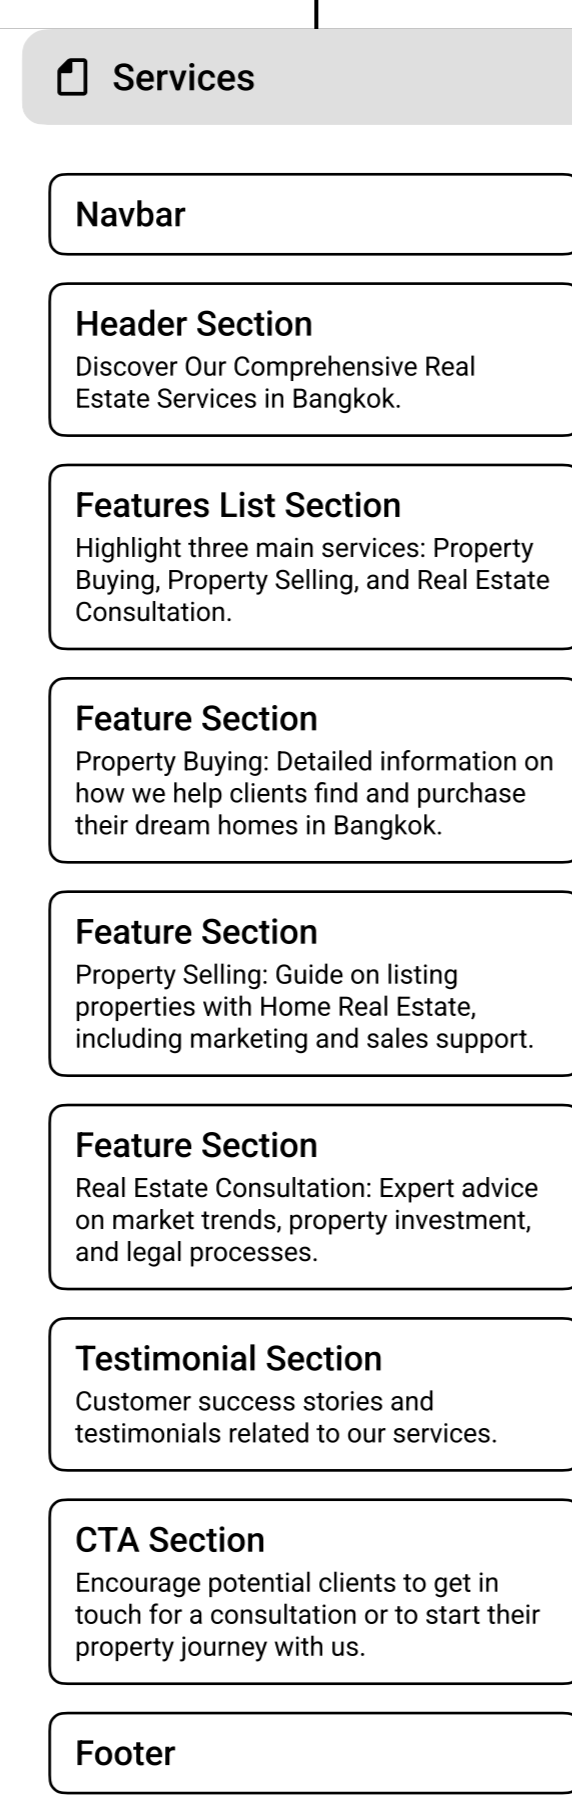 Services
Navbar
Header Section
Discover Our Comprehensive Real
Estate Services in Bangkok.
Features List Section
Highlight three main services: Property
Buying, Property Selling, and Real Estate
Consultation.
Feature Section
Property Buying: Detailed information on
how we help clients find and purchase
their dream homes in Bangkok.
Feature Section
Property Selling: Guide on listing
properties with Home Real Estate,
including marketing and sales support.
Feature Section
Real Estate Consultation: Expert advice
on market trends, property investment,
and legal processes.
Testimonial Section
Customer success stories and
testimonials related to our services.
CTA Section
Encourage potential clients to get in
touch for a consultation or to start their
property journey with us.
Footer